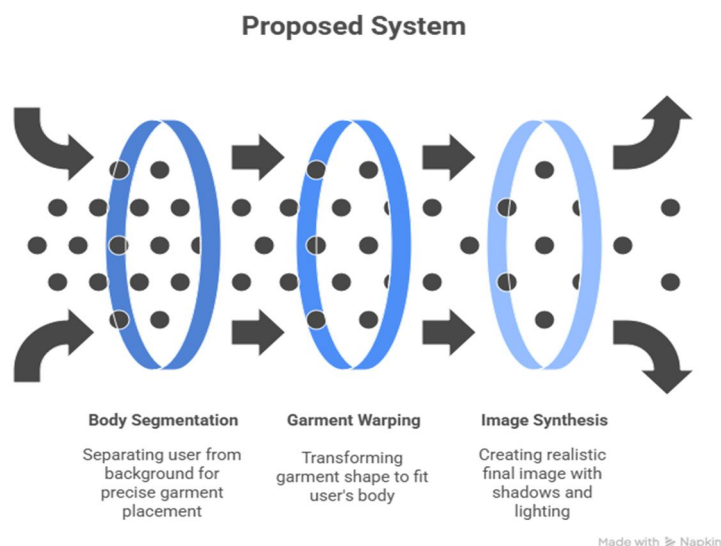 Proposed System
Body Segmentation
Separating user from
background for
precise garment
placement
Garment Warping
Transforming
garment shape to fit
user's body
Image Synthesis
Creating realistic
final image with
shadows and
lighting
Made with Napkin